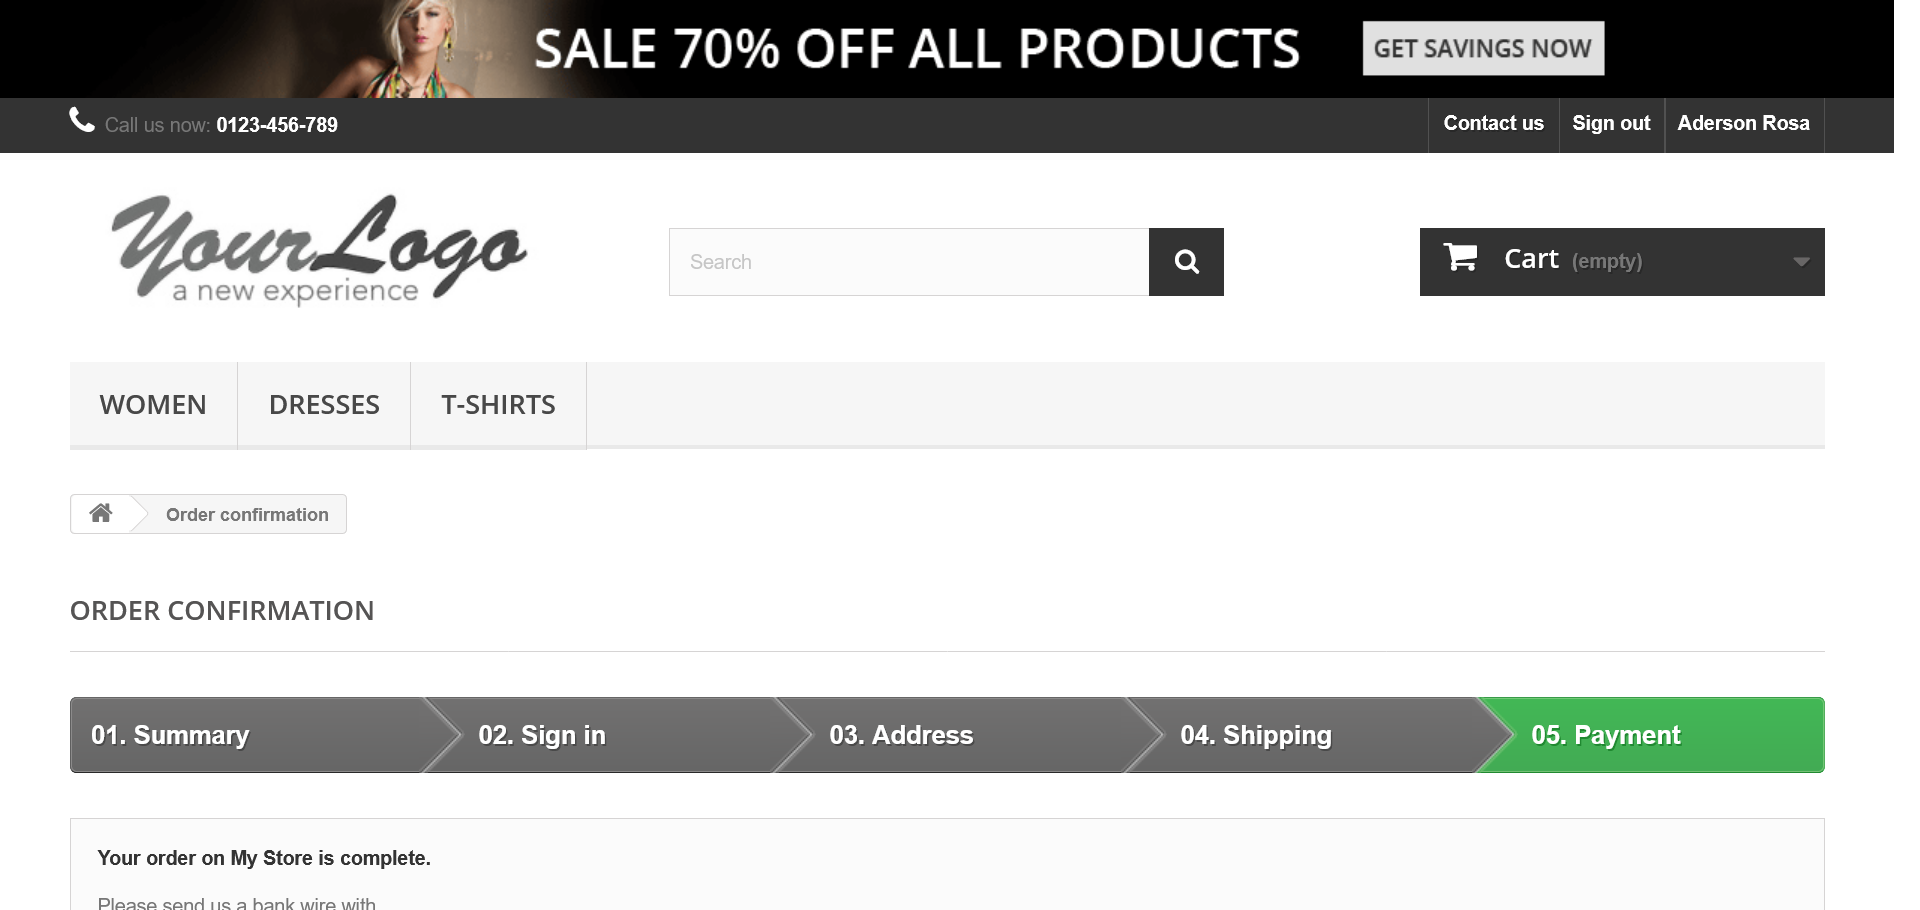 SALE 70% OFF ALL PRODUCTS GET SAVINGS NOW
Call us now: 0123-456-789 Contact us Sign out Aderson Rosa
YourLogo
a new experience
Search
Cart (empty)
WOMEN DRESSES T-SHIRTS
Order confirmation
ORDER CONFIRMATION
01. Summary 02. Sign in 03. Address 04. Shipping 05. Payment
Your order on My Store is complete.
Please send us a bank wire with